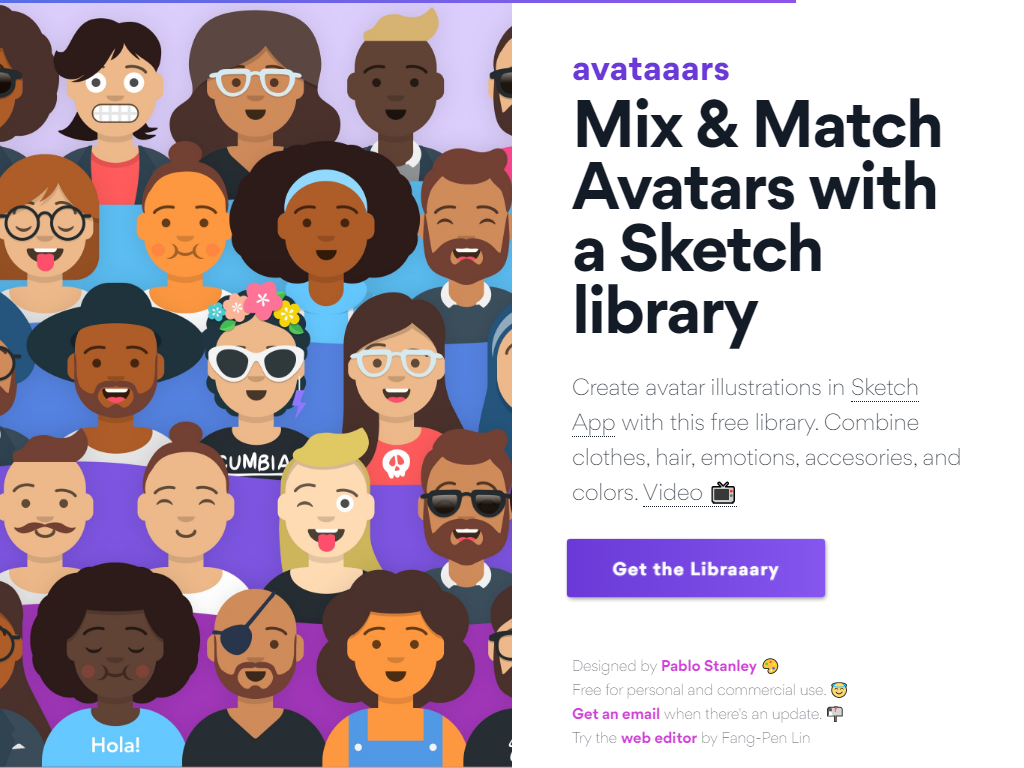 avataaars
Mix & Match
Avatars with
a Sketch
library
Create avatar illustrations in Sketch
App with this free library. Combine
clothes, hair, emotions, accesories, and
colors. Video
Get the Libraaary
Designed by Pablo Stanley
Free for personal and commercial use.
Get an email when there's an update.
Try the web editor by Fang-Pen Lin
CUMBIA
Hola!